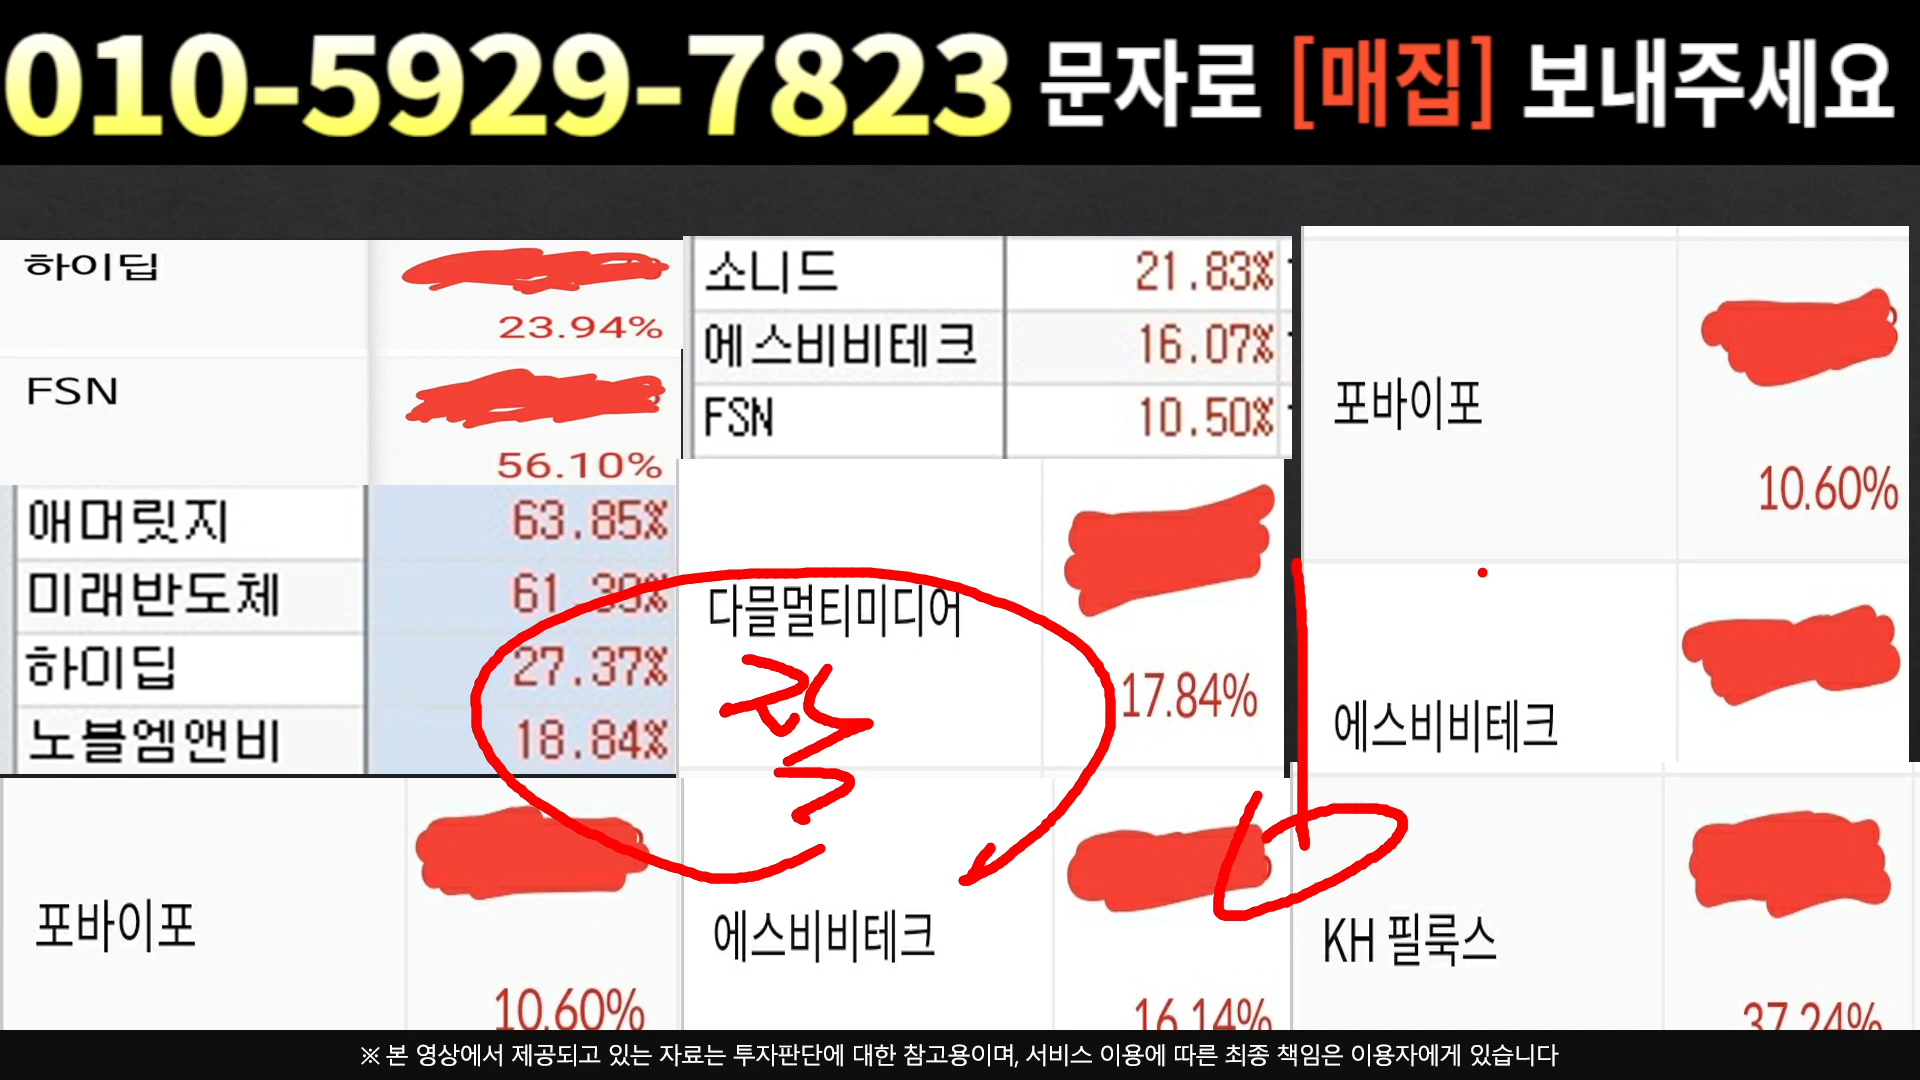 010-5929-7823 문자로 [매집] 보내주세요
하이딥
23.94%
FSN
56.10%
애머릿지 63.85%
미래반도체 61.39%
하이딥 27.37%
노블엠앤비 18.84%
소니드 21.83%
에스비비테크 16.07%
FSN 10.50%
다믈멀티미디어
17.84%
포바이포
10.60%
에스비비테크
포바이포
10.60%
에스비비테크
16.14%
KH 필룩스
37.24%
※ 본 영상에서 제공되고 있는 자료는 투자판단에 대한 참고용이며, 서비스 이용에 따른 최종 책임은 이용자에게 있습니다